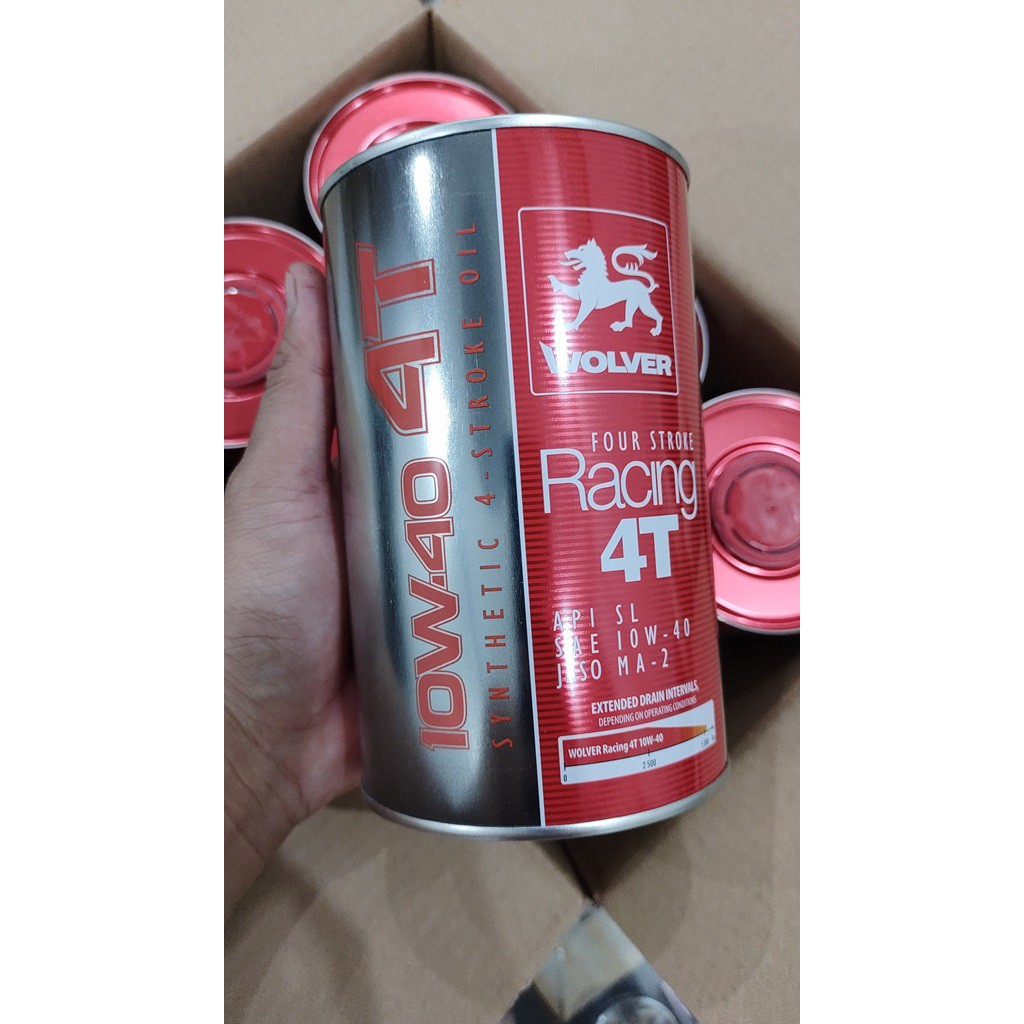 10W-40 4T
SYNTHETIC 4-STROKE OIL
WOLVER
FOUR STROKE
Racing
4T
API SL
SAE 10W-40
JASO MA-2
EXTENDED DRAIN INTERVALS,
DEPENDING ON OPERATING CONDITIONS
WOLVER Racing 4T 10W-40
0 2 500